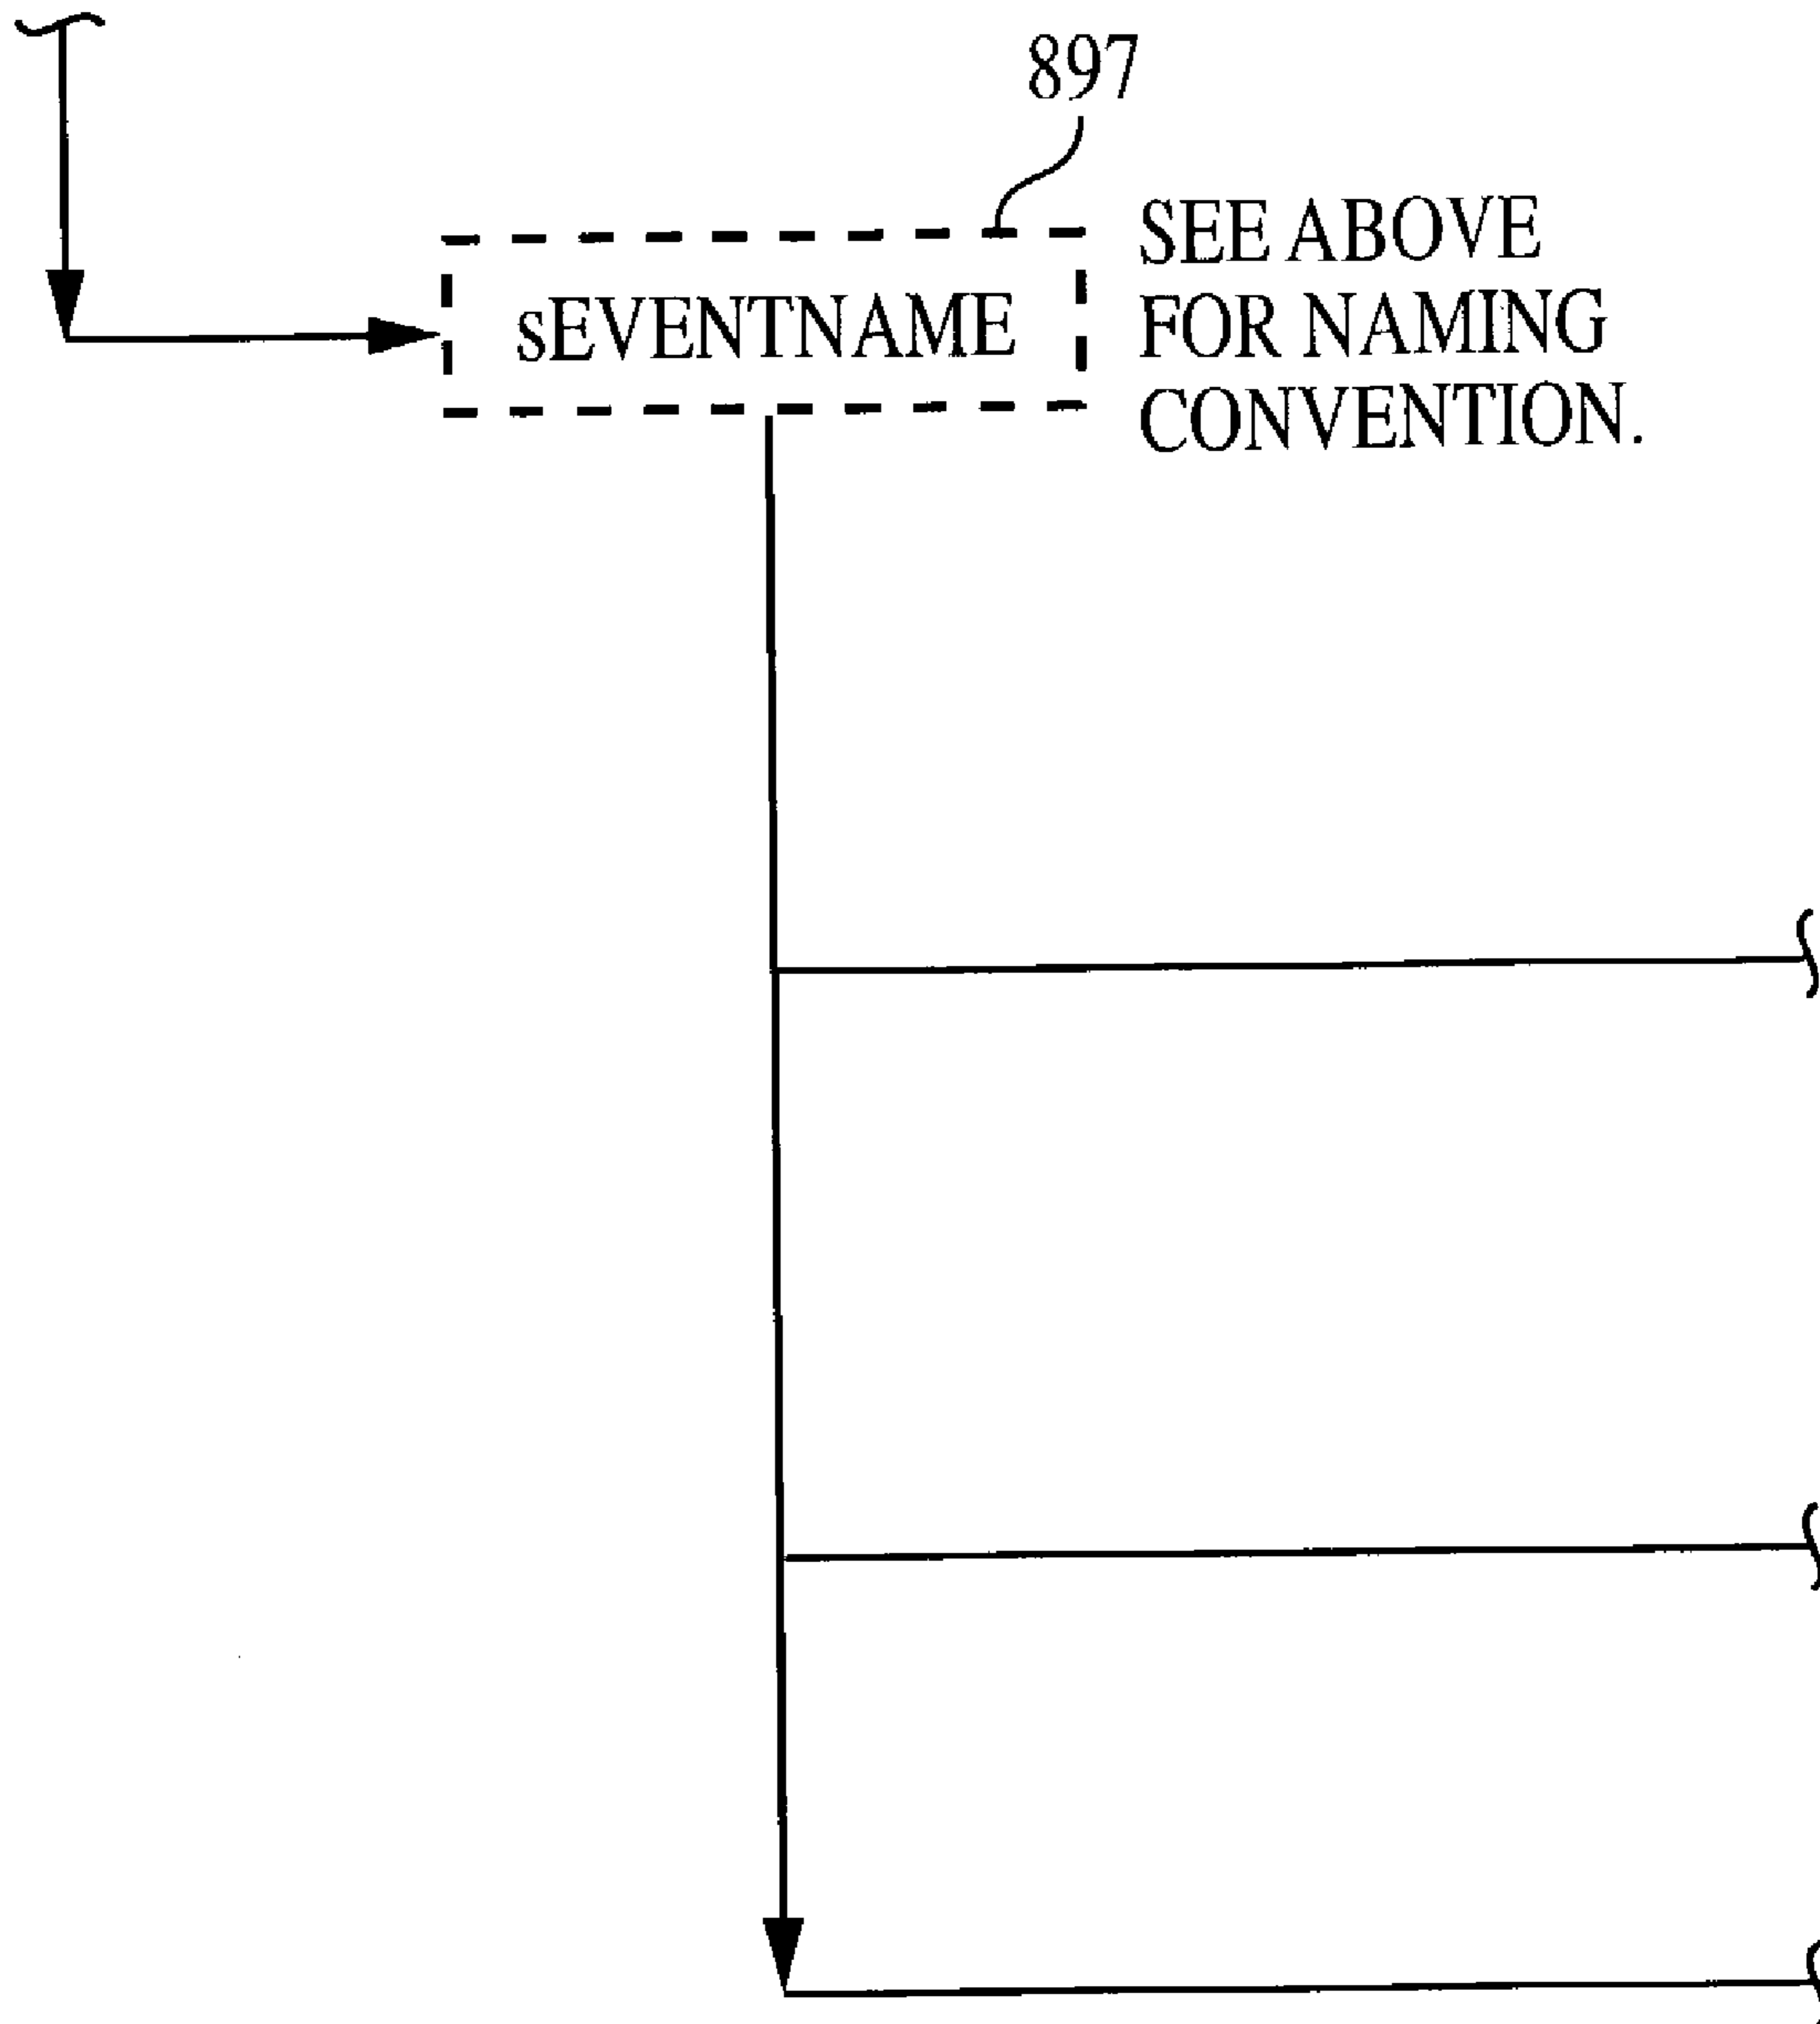 897
sEVENTNAME
SEE ABOVE
FOR NAMING
CONVENTION.